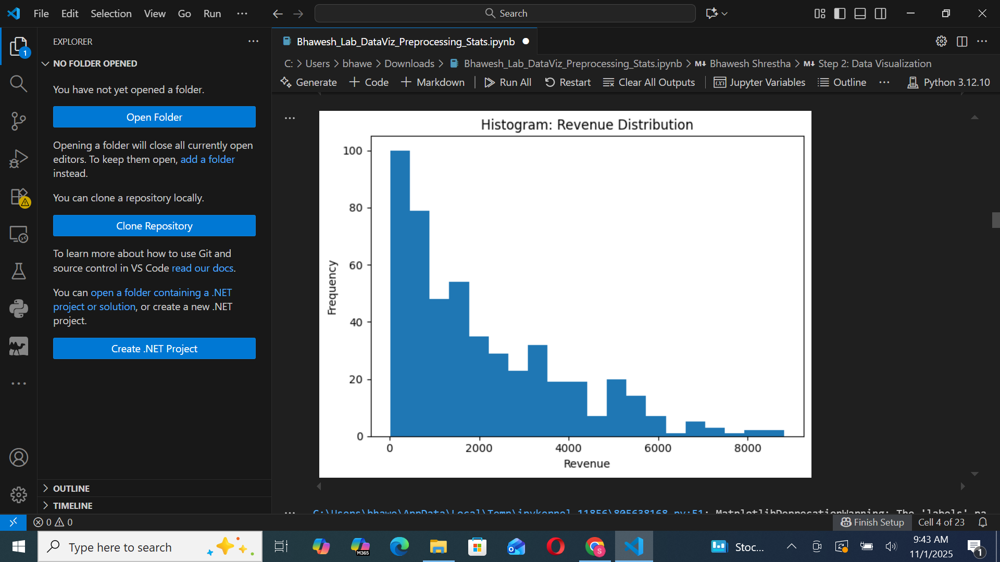 File Edit Selection View Go Run ···
Search
EXPLORER ···
1
NO FOLDER OPENED
You have not yet opened a folder.
Open Folder
Opening a folder will close all currently open
editors. To keep them open, add a folder
instead.
You can clone a repository locally.
Clone Repository
To learn more about how to use Git and
source control in VS Code read our docs.
You can open a folder containing a .NET
project or solution, or create a new .NET
project.
Create .NET Project
OUTLINE
TIMELINE
Bhawesh_Lab_DataViz_Preprocessing_Stats.ipynb
C: > Users > bhawe > Downloads > Bhawesh_Lab_DataViz_Preprocessing_Stats.ipynb > M↓ Bhawesh Shrestha > M↓ Step 2: Data Visualization
Generate + Code + Markdown | Run All Restart Clear All Outputs | Jupyter Variables Outline ··· Python 3.12.10
Histogram: Revenue Distribution
100
80
60
40
20
0
Frequency
0 2000 4000 6000 8000
Revenue
C:\Users\bhawe\AppData\Local\Temp\ipykernel_11856\805638168.py:51: MatplotlibDeprecationWarning: The 'labels' pa
0 0
Finish Setup Cell 4 of 23
Type here to search
M365
S
Stoc...
9:43 AM
11/1/2025
1